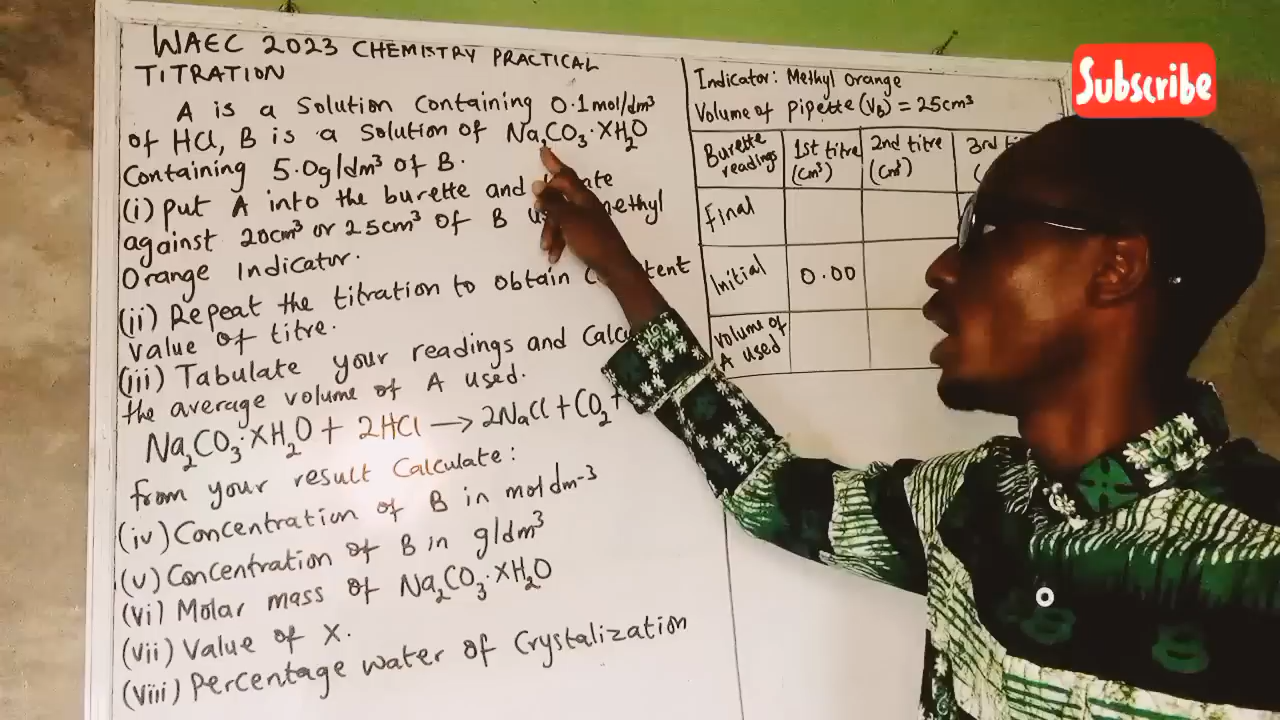 WAEC 2023 CHEMISTRY PRACTICAL
TITRATION
A is a Solution Containing 0.1mol/dm³
of HCl, B is a Solution of Na₂CO₃·XH₂O
Containing 5.0g/dm³ of B.
(i) put A into the burette and
against 20cm³ or 25cm³ of B methyl
Orange Indicator.
(ii) Repeat the titration to obtain
value of titre.
(iii) Tabulate your readings and
the average volume of A used.
Na₂CO₃·XH₂O + 2HCl → 2NaCl + CO₂ +
from your result Calculate:
(iv) Concentration of B in moldm⁻³
(v) Concentration of B in g/dm³
(vi) Molar mass of Na₂CO₃·XH₂O
(vii) Value of X.
(viii) Percentage water of Crystalization
Indicator: Methyl Orange
Volume of pipette (V_B) = 25cm³
Burette readings 1st titre (cm³) 2nd titre (cm³) 3rd
final
Initial 0.00
volume of A used
Subscribe